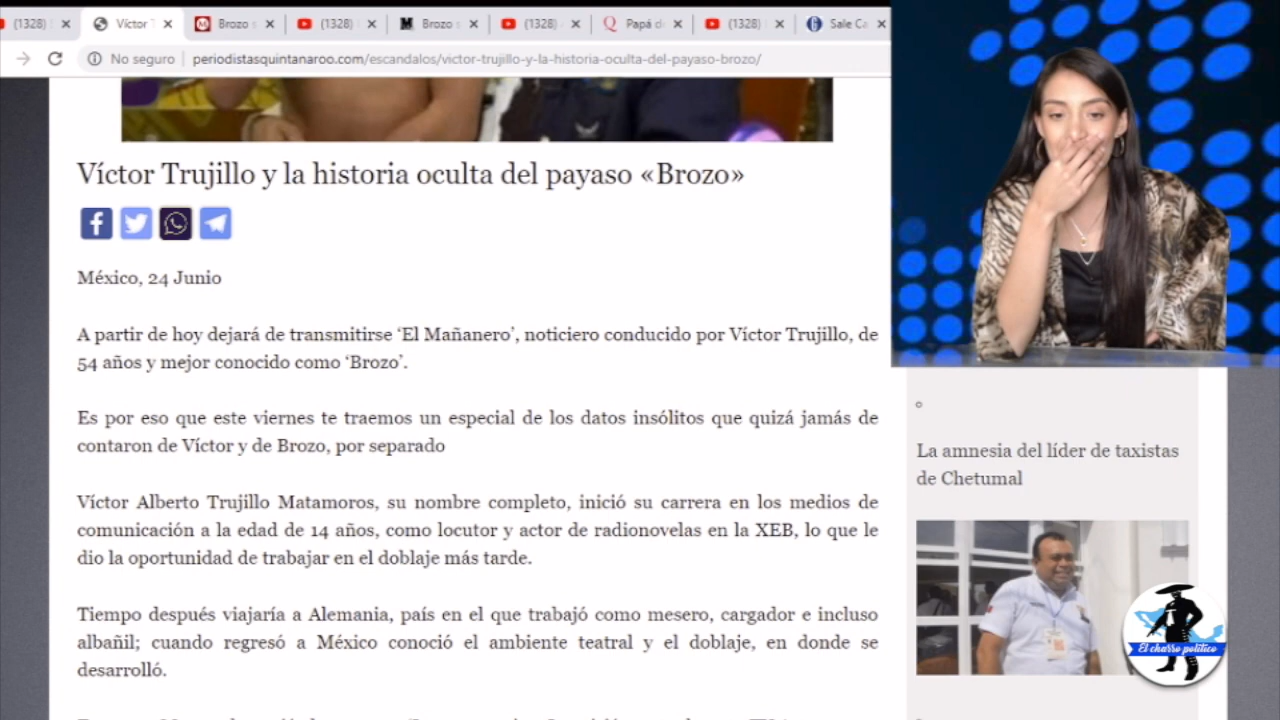 (1328)
Víctor T
Brozo
(1328)
Brozo
(1328)
Papá d
(1328)
Sale Ca
No seguro
periodistasquintanaroo.com/escandalos/victor-trujillo-y-la-historia-oculta-del-payaso-brozo/
Víctor Trujillo y la historia oculta del payaso «Brozo»
México, 24 Junio
A partir de hoy dejará de transmitirse ‘El Mañanero’, noticiero conducido por Víctor Trujillo, de
54 años y mejor conocido como ‘Brozo’.
Es por eso que este viernes te traemos un especial de los datos insólitos que quizá jamás de
contaron de Víctor y de Brozo, por separado
Víctor Alberto Trujillo Matamoros, su nombre completo, inició su carrera en los medios de
comunicación a la edad de 14 años, como locutor y actor de radionovelas en la XEB, lo que le
dio la oportunidad de trabajar en el doblaje más tarde.
Tiempo después viajaría a Alemania, país en el que trabajó como mesero, cargador e incluso
albañil; cuando regresó a México conoció el ambiente teatral y el doblaje, en donde se
desarrolló.
La amnesia del líder de taxistas
de Chetumal
El charro político